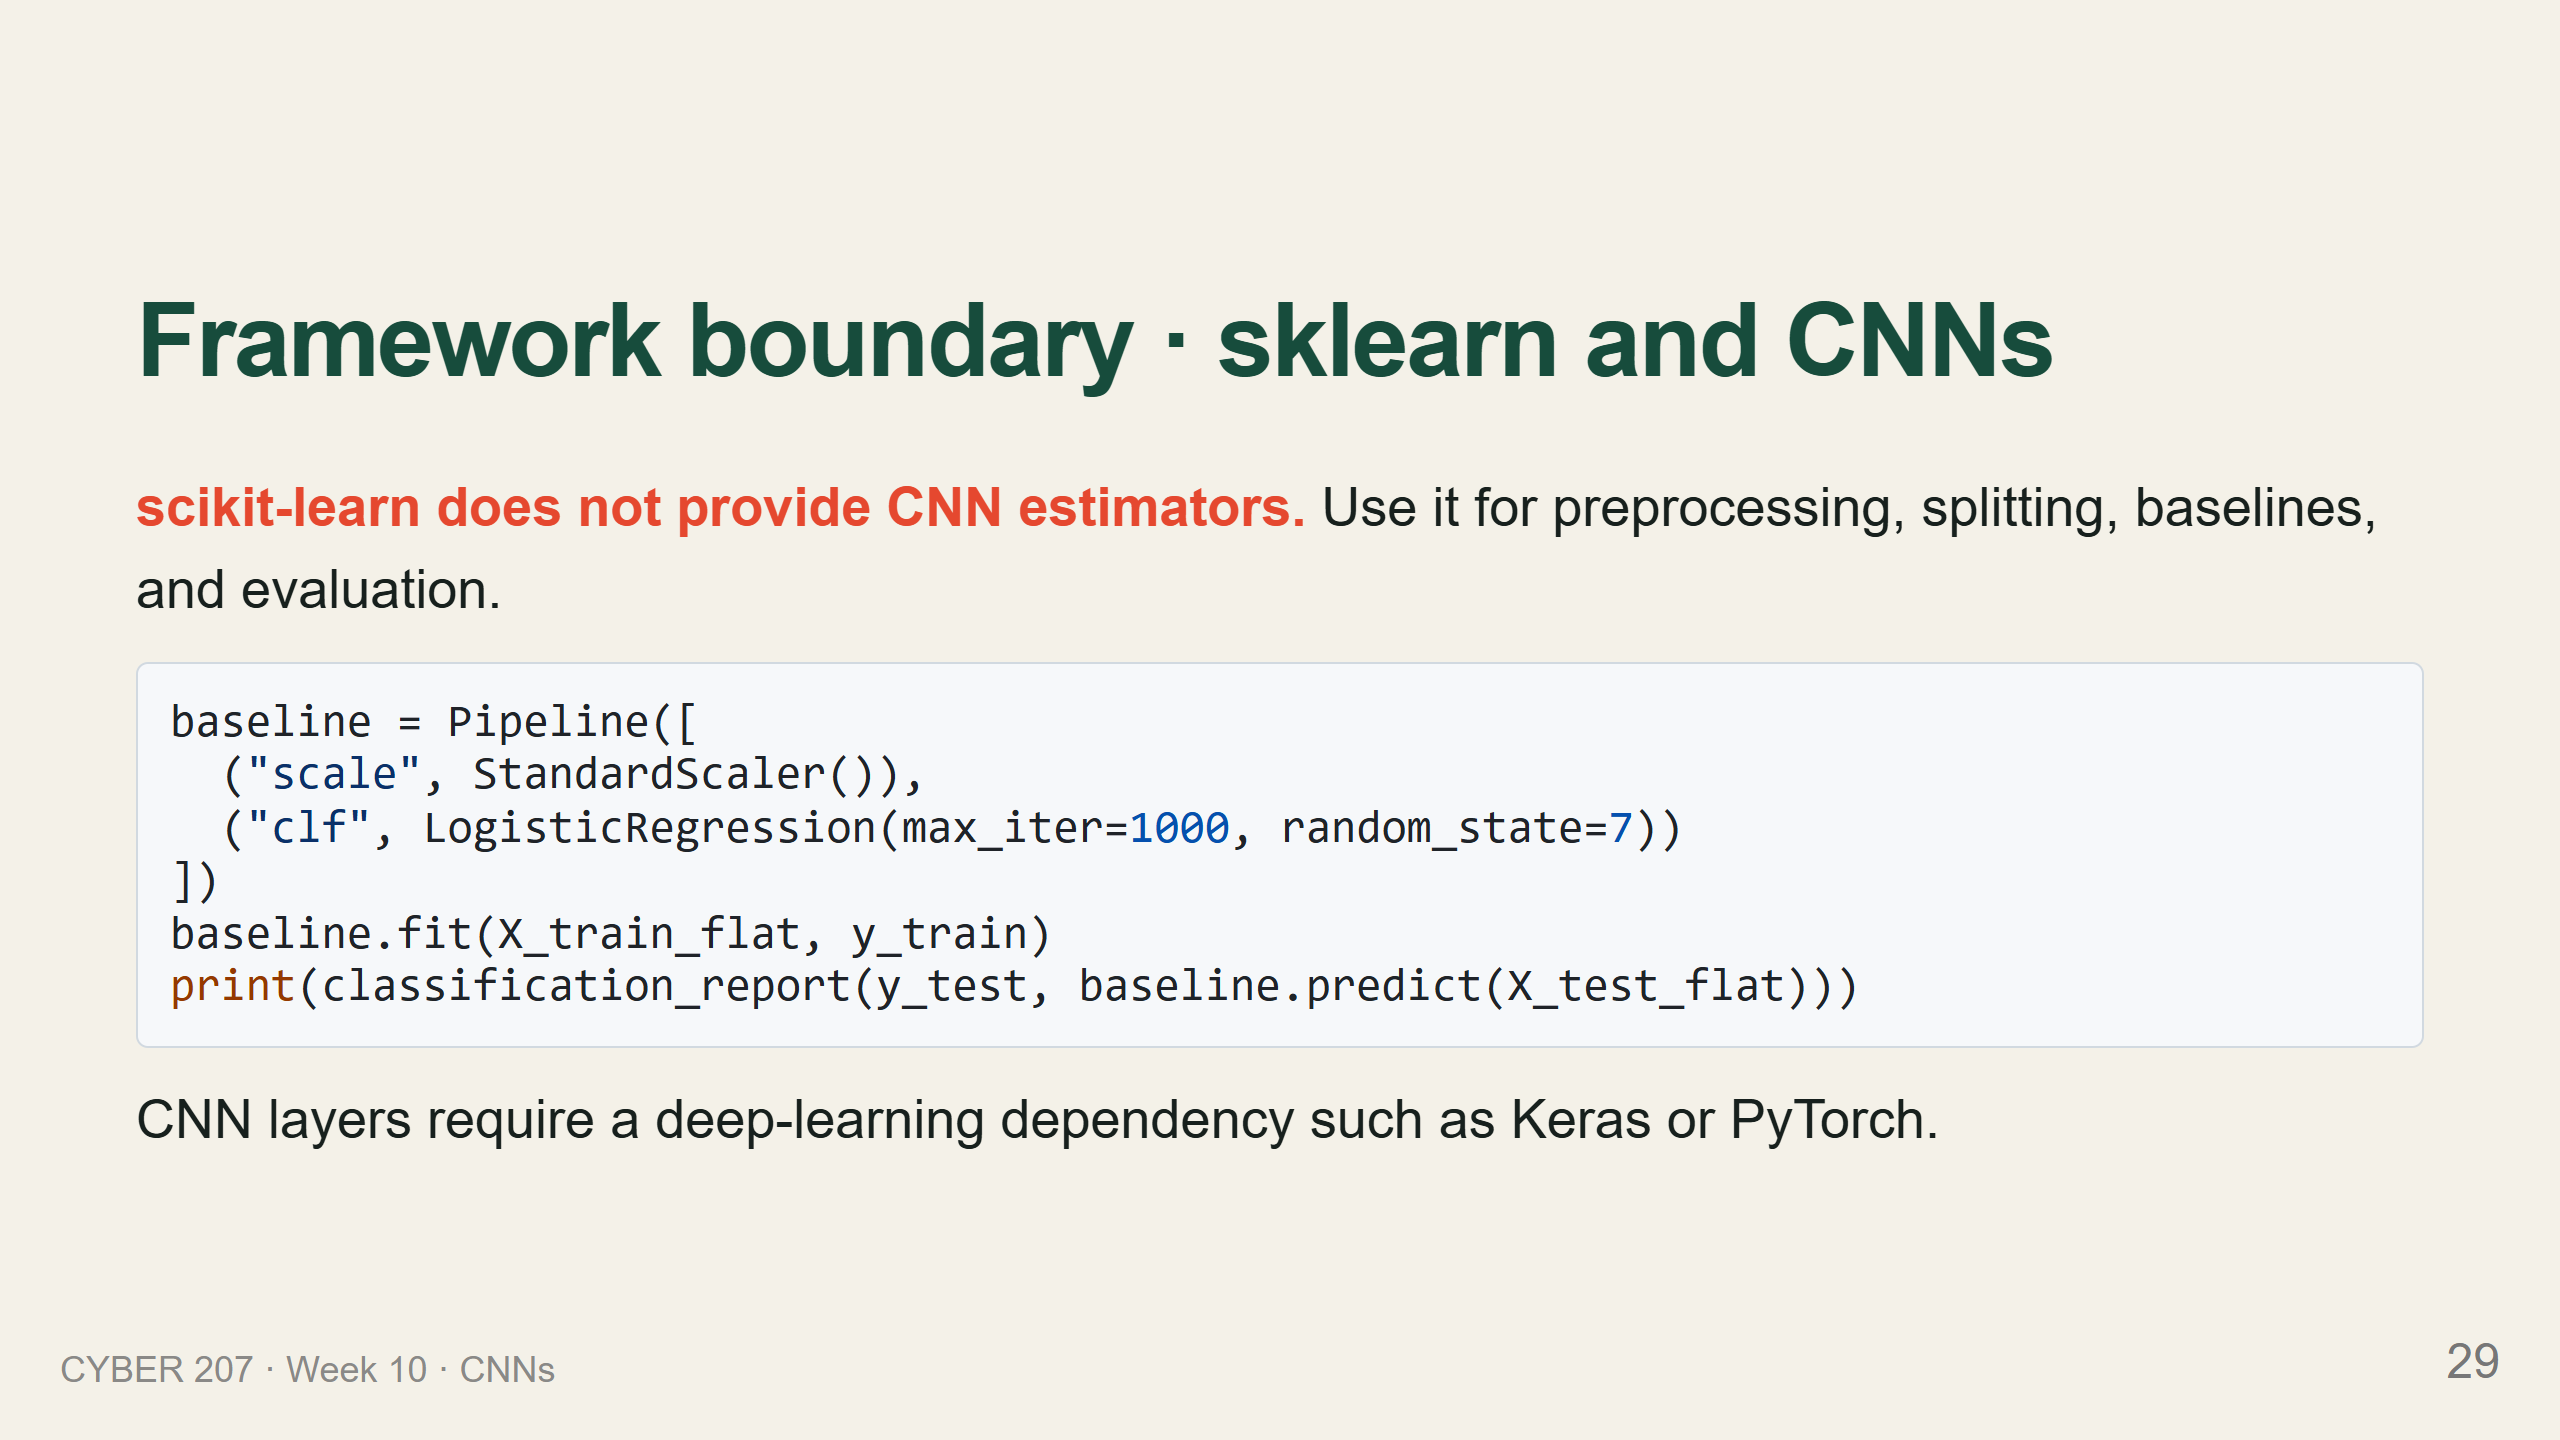 Framework boundary · sklearn and CNNs
scikit-learn does not provide CNN estimators. Use it for preprocessing, splitting, baselines,
and evaluation.
baseline = Pipeline([
  ("scale", StandardScaler()),
  ("clf", LogisticRegression(max_iter=1000, random_state=7))
])
baseline.fit(X_train_flat, y_train)
print(classification_report(y_test, baseline.predict(X_test_flat)))
CNN layers require a deep-learning dependency such as Keras or PyTorch.
CYBER 207 · Week 10 · CNNs
29